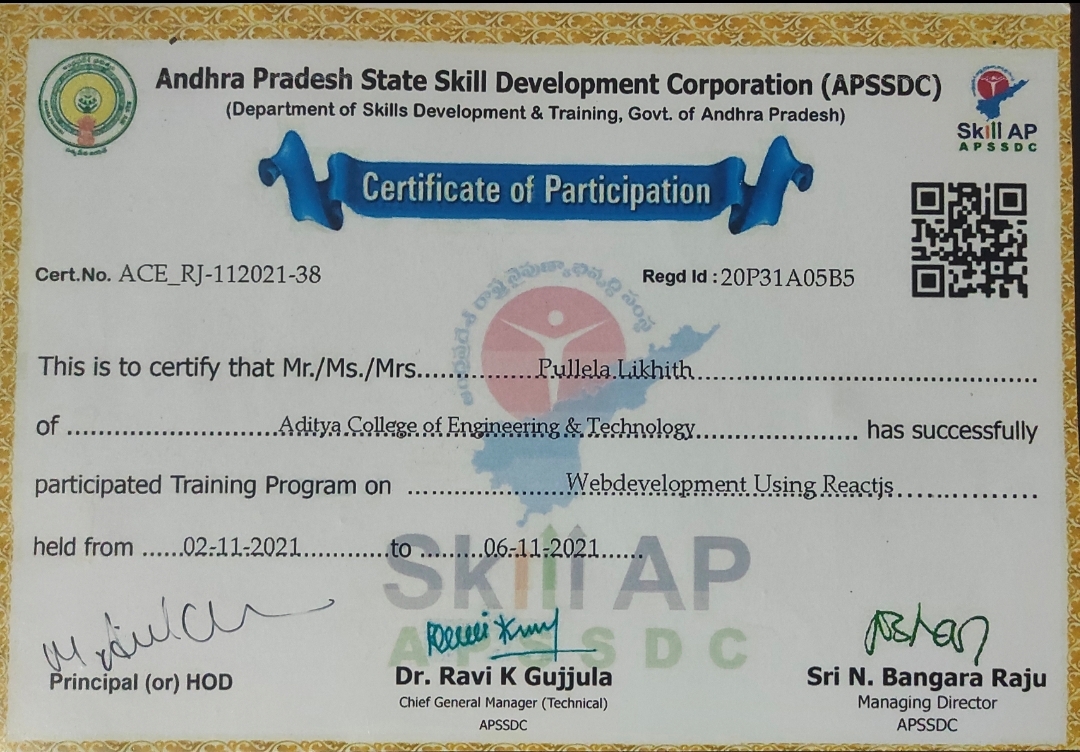 Andhra Pradesh State Skill Development Corporation (APSSDC)
(Department of Skills Development & Training, Govt. of Andhra Pradesh)
Skill AP
APSSDC
Certificate of Participation
Cert.No. ACE_RJ-112021-38
Regd Id : 20P31A05B5
This is to certify that Mr./Ms./Mrs. Pullela Likhith
of Aditya College of Engineering & Technology has successfully
participated Training Program on Webdevelopment Using Reactjs
held from 02-11-2021 to 06-11-2021
Skill AP
APSSDC
Principal (or) HOD
Dr. Ravi K Gujjula
Chief General Manager (Technical)
APSSDC
Sri N. Bangara Raju
Managing Director
APSSDC